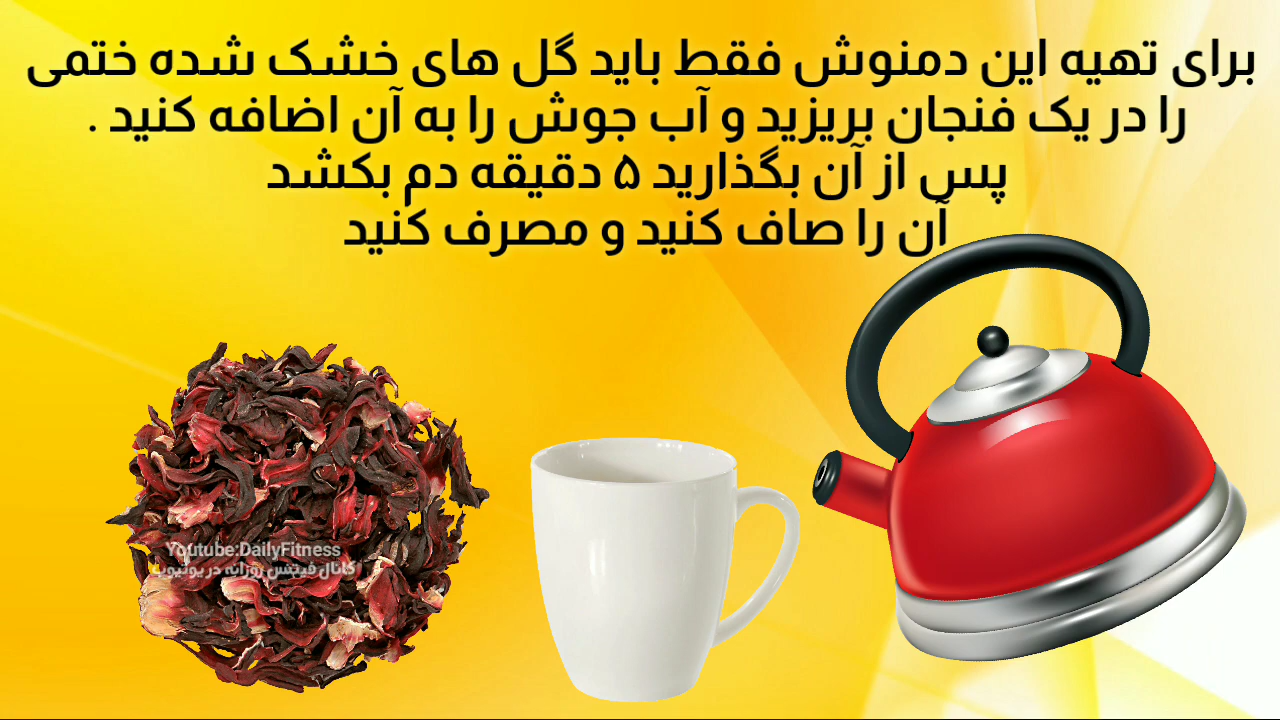 برای تهیه این دمنوش فقط باید گل های خشک شده ختمی
را در یک فنجان بریزید و آب جوش را به آن اضافه کنید .
پس از آن بگذارید ۵ دقیقه دم بکشد
آن را صاف کنید و مصرف کنید
Youtube:DailyFitness
کانال فیتنس روزانه در یوتیوب